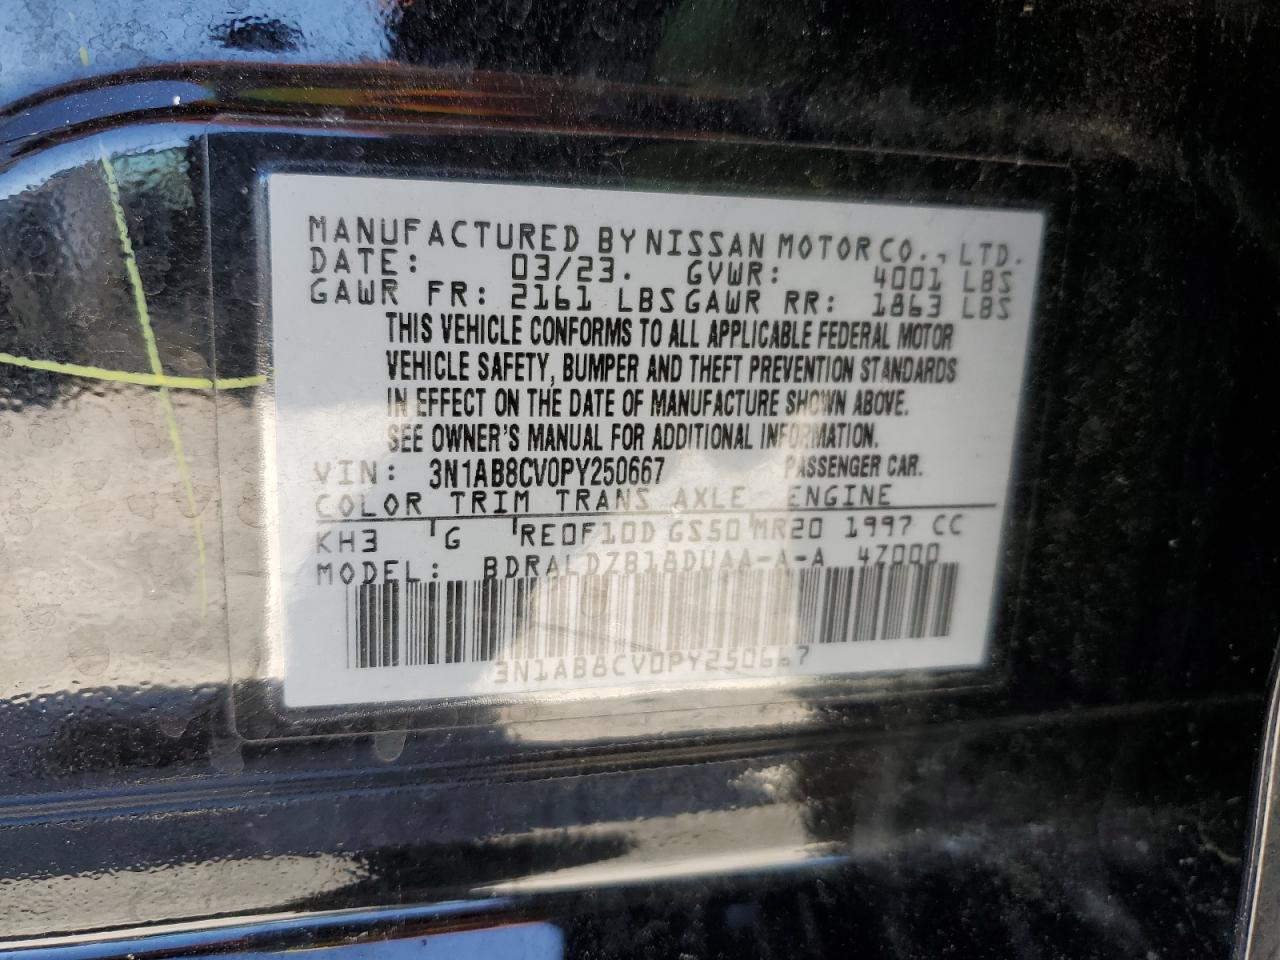 MANUFACTURED BY NISSAN MOTOR CO., LTD.
DATE: 03/23. GVWR: 4001 LBS
GAWR FR: 2161 LBS GAWR RR: 1863 LBS
THIS VEHICLE CONFORMS TO ALL APPLICABLE FEDERAL MOTOR
VEHICLE SAFETY, BUMPER AND THEFT PREVENTION STANDARDS
IN EFFECT ON THE DATE OF MANUFACTURE SHOWN ABOVE.
SEE OWNER'S MANUAL FOR ADDITIONAL INFORMATION.
VIN: 3N1AB8CV0PY250667 PASSENGER CAR.
COLOR TRIM TRANS AXLE ENGINE
KH3 G RE0F10D GS50 MR20 1997 CC
MODEL: BDRALDZB18DUAA-A-A 4Z000
3N1AB8CV0PY250667